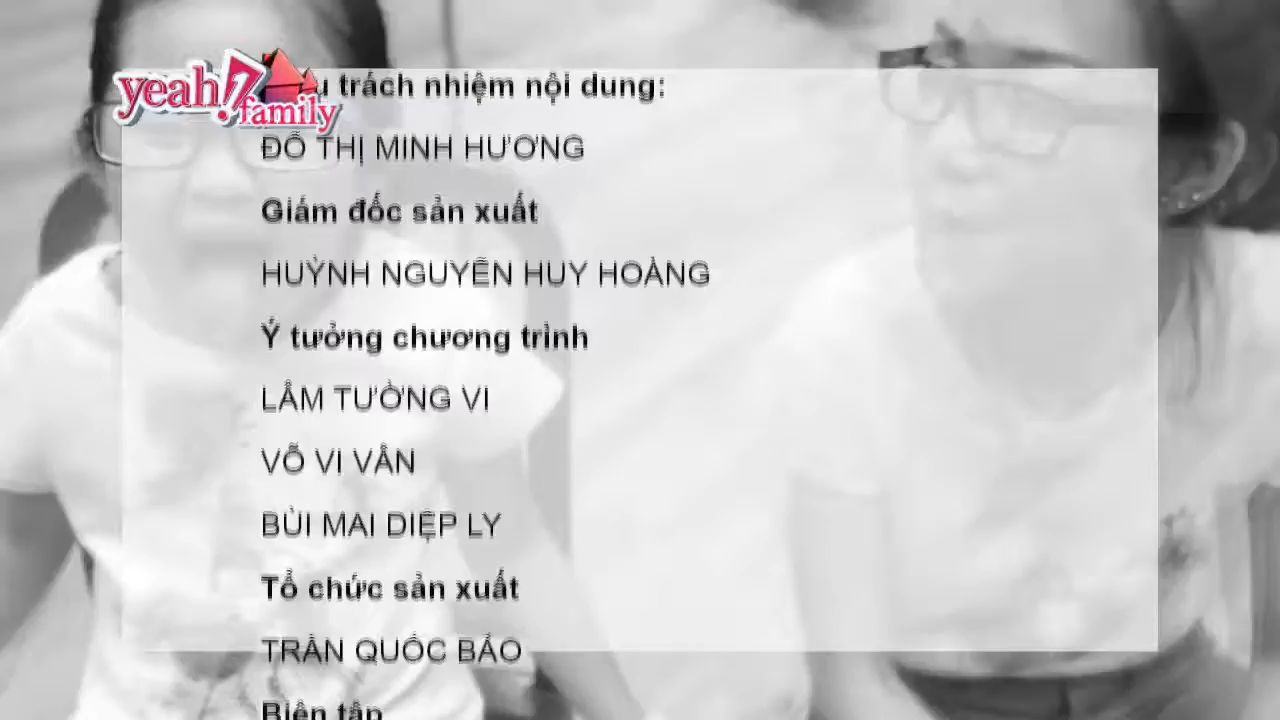 yeah!
family
trách nhiệm nội dung:
ĐỖ THỊ MINH HƯƠNG
Giám đốc sản xuất
HUỲNH NGUYỄN HUY HOÀNG
Ý tưởng chương trình
LÂM TƯỜNG VI
VÕ VI VÂN
BÙI MAI DIỆP LY
Tổ chức sản xuất
TRẦN QUỐC BẢO
Biên tập